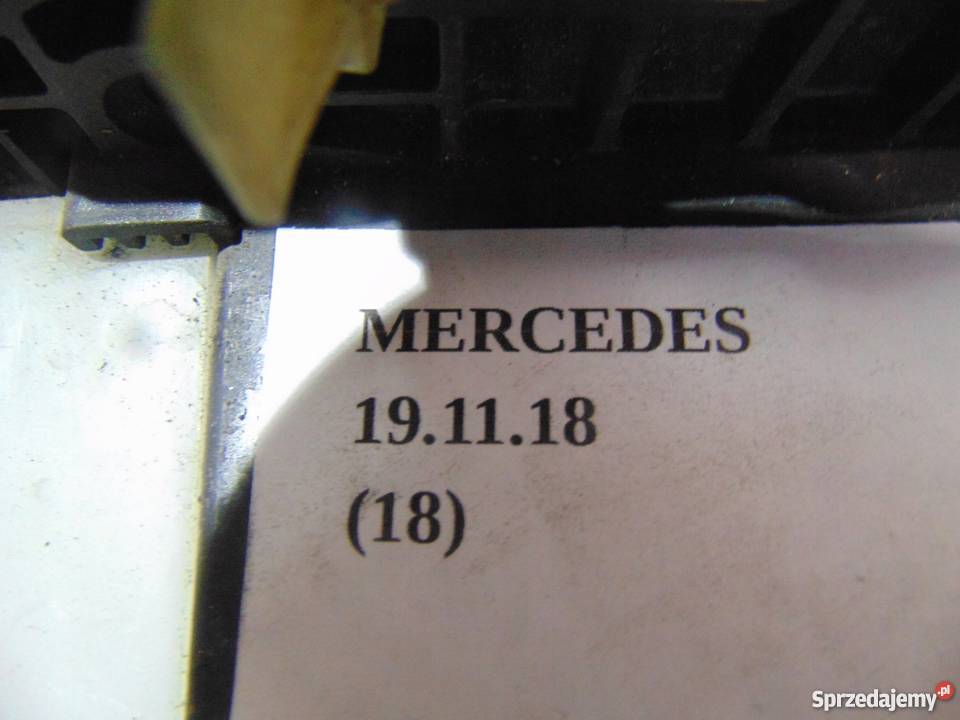 MERCEDES
19.11.18
(18)
Sprzedajemy.pl